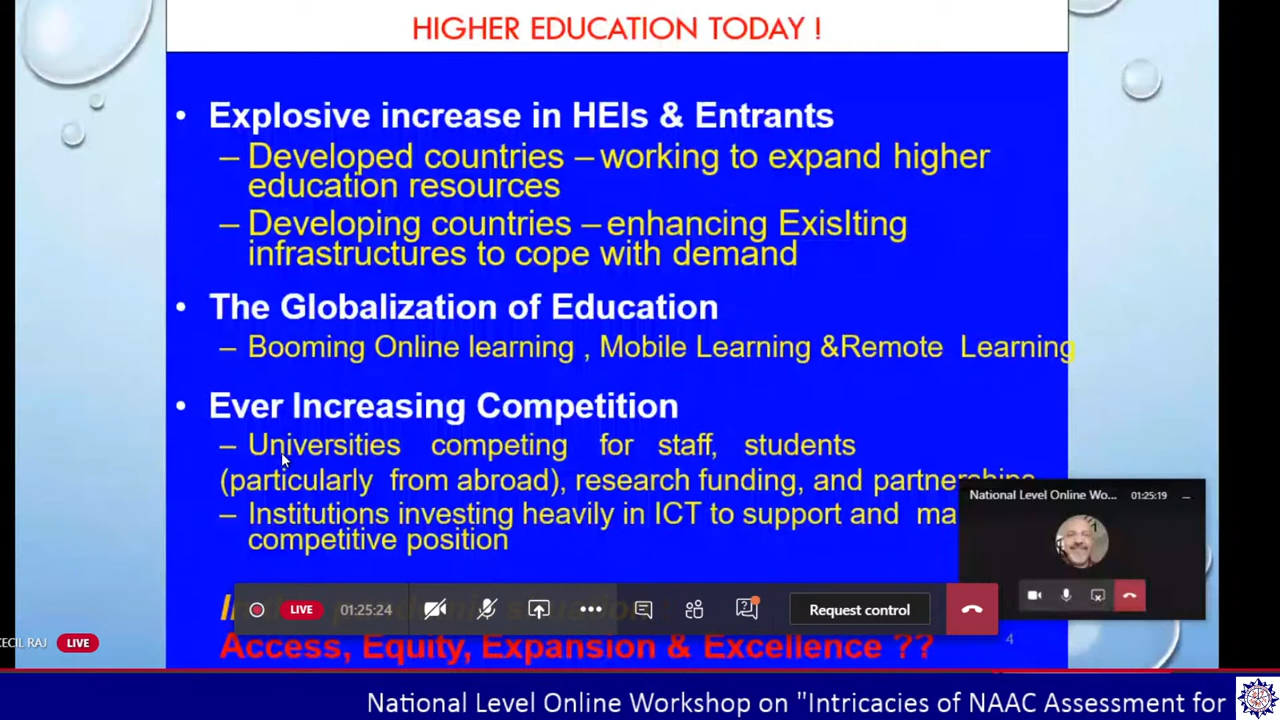 HIGHER EDUCATION TODAY !
• Explosive increase in HEIs & Entrants
– Developed countries – working to expand higher
education resources
– Developing countries – enhancing ExisIting
infrastructures to cope with demand
• The Globalization of Education
– Booming Online learning , Mobile Learning &Remote Learning
• Ever Increasing Competition
– Universities competing for staff, students
(particularly from abroad), research funding, and partnerships
– Institutions investing heavily in ICT to support and
competitive position
National Level Online Wo... 01:25:19
LIVE 01:25:24 Request control
Access, Equity, Expansion & Excellence ??
4
CECIL RAJ LIVE
National Level Online Workshop on "Intricacies of NAAC Assessment for